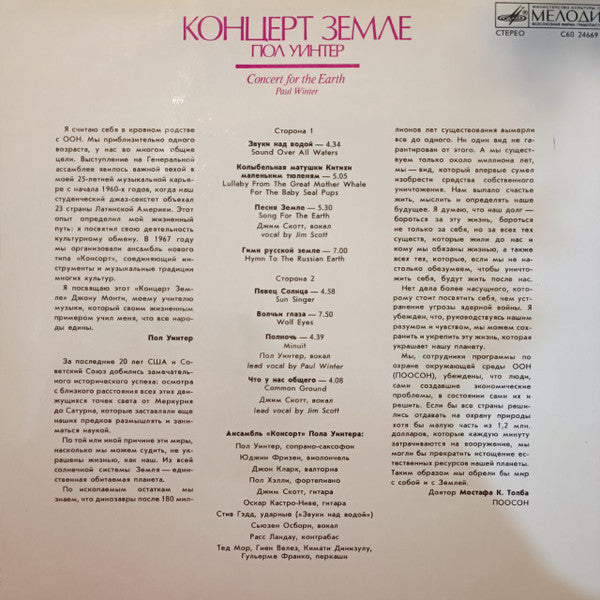 КОНЦЕРТ ЗЕМЛЕ
ПОЛ УИНТЕР
Concert for the Earth
Paul Winter
МИНИСТЕРСТВО КУЛЬТУРЫ
МЕЛОДИ
СТЕРЕО
С60 24669
Я считаю себя в кровном родстве
с ООН. Мы приблизительно одного
возраста, у нас во многом общие
цели. Выступление на Генеральной
ассамблее явилось важной вехой в
моей 25-летней музыкальной карье-
ре с начала 1960-х годов, когда наш
студенческий джаз-секстет объехал
23 страны Латинской Америки. Этот
опыт определил мой жизненный
путь: я посвятил свою деятельность
культурному обмену. В 1967 году
мы организовали ансамбль нового
типа «Консорт», соединяющий ин-
струменты и музыкальные традиции
многих культур.
Я посвящаю этот «Концерт Зем-
ле» Джону Монти, моему учителю
музыки, который своим жизненным
примером учил меня, что все наро-
ды едины.
Пол Уинтер
За последние 20 лет США и Со-
ветский Союз добились замечатель-
ного исторического успеха: осмотра
с близкого расстояния всех этих дви-
жущихся точек света от Меркурия
до Сатурна, которые заставляли еще
наших предков размышлять и зани-
маться наукой.
По той или иной причине эти миры,
насколько мы можем судить, не ук-
рашены жизнью, как наш. Из всей
солнечной системы Земля — един-
ственная обитаемая планета.
По ископаемым остаткам мы
знаем, что динозавры после 180 мил-
Сторона 1
Звуки над водой — 4.34
Sound Over All Waters
Колыбельная матушки Китихи
маленьким тюленям — 5.05
Lullaby From The Great Mother Whale
For The Baby Seal Pups
Песня Земле — 5.30
Song For The Earth
Джим Скотт, вокал
vocal by Jim Scott
Гимн русской земле — 7.00
Hymn To The Russian Earth
Сторона 2
Певец Солнца — 4.58
Sun Singer
Волчьи глаза — 7.50
Wolf Eyes
Полночь — 4.39
Minuit
Пол Уинтер, вокал
lead vocal by Paul Winter
Что у нас общего — 4.08
Common Ground
Джим Скотт, вокал
lead vocal by Jim Scott
Ансамбль «Консорт» Пола Уинтера:
Пол Уинтер, сопрано-саксофон
Юджин Фризен, виолончель
Джон Кларк, валторна
Пол Хэлли, фортепиано
Джим Скотт, гитара
Оскар Кастро-Ниве, гитара
Стив Гэдд, ударные («Звуки над водой»)
Сьюзен Осборн, вокал
Расс Ландау, контрабас
Тед Мор, Гиен Велез, Кимати Динизулу,
Гульерме Франко, перкаши
лионов лет существования вымерли
все до одного. Ни один вид не га-
рантирован от этого. А мы сущест-
вуем только около миллиона лет,
мы — вид, который впервые сумел
изобрести средства собственного
уничтожения. Нам выпало счастье
жить, мыслить и определять наше
будущее. Я думаю, что наш долг —
бороться за эту жизнь, бороться
не только за себя, но за всех тех
существ, которые жили до нас и
кому мы обязаны жизнью, а также
всех тех, которые, если мы не на-
столько обезумеем, чтобы уничто-
жить себя, будут жить после нас.
Нет дела более насущного, кото-
рому стоит посвятить себя, чем уст-
ранение угрозы ядерной войны. Я
убежден, что, руководствуясь нашим
разумом и чувством, мы можем сох-
ранить и укрепить эту жизнь, которая
украшает нашу планету.
Мы, сотрудники программы по
охране окружающей среды ООН
(ПООСОН), убеждены, что люди,
сами создавшие экономические
проблемы, в состоянии сами их и
решить. Если бы все страны реши-
лись отдавать на охрану природы
хотя бы малую часть из 1,2 млн.
долларов, которые каждую минуту
затрачиваются на вооружение, мы
могли бы прекратить истощение ес-
тественных ресурсов нашей планеты.
Таким образом мы обрели бы мир
с собой и с Землей.
Доктор Мостафа К. Толба
ПООСОН